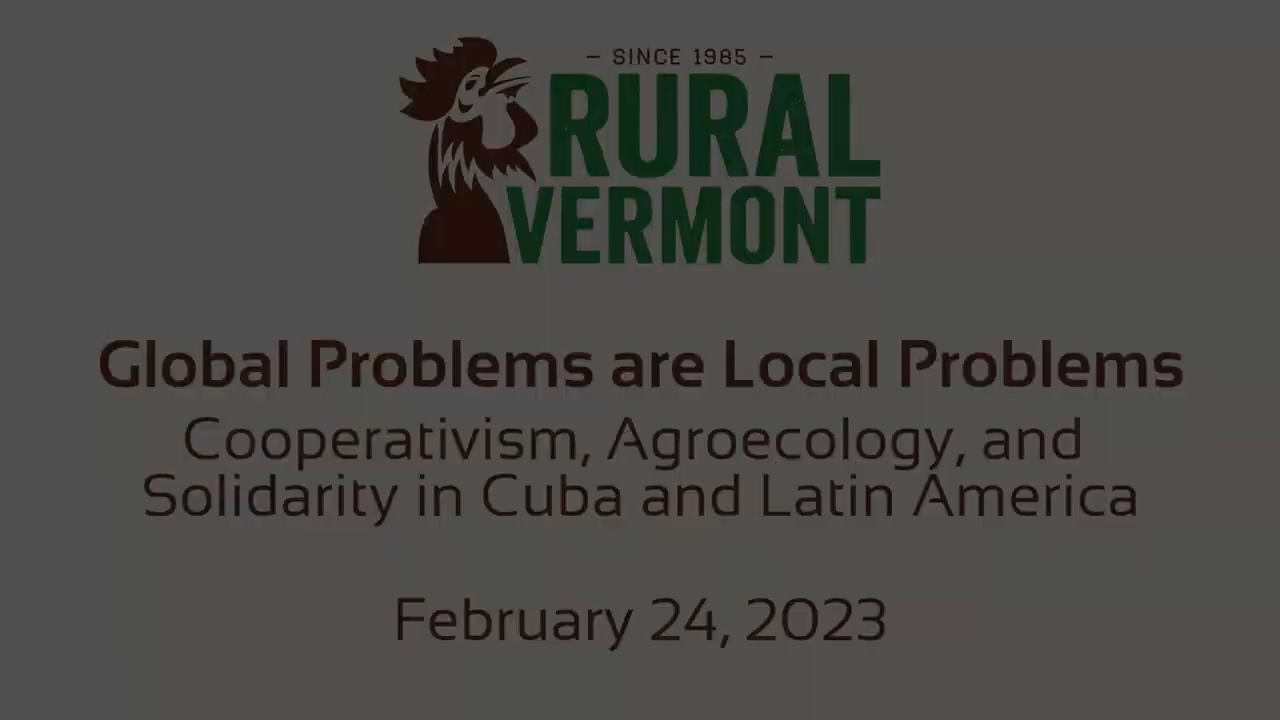 – SINCE 1985 –
RURAL
VERMONT
Global Problems are Local Problems
Cooperativism, Agroecology, and
Solidarity in Cuba and Latin America
February 24, 2023